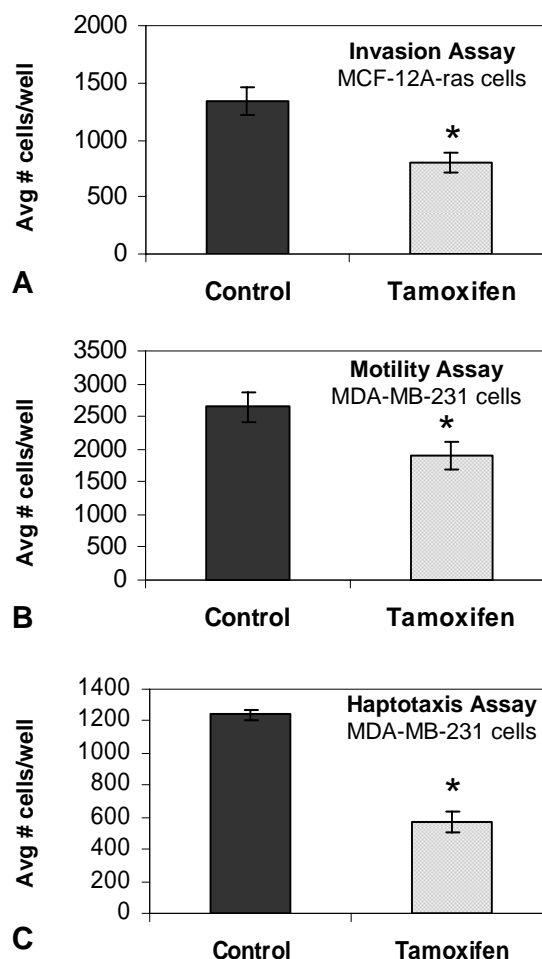 2000
1500
1000
500
0
Avg # cells/well
Invasion Assay
MCF-12A-ras cells
*
A
Control Tamoxifen
3500
3000
2500
2000
1500
1000
500
0
Avg # cells/well
Motility Assay
MDA-MB-231 cells
*
B
Control Tamoxifen
1400
1200
1000
800
600
400
200
0
Avg # cells/well
Haptotaxis Assay
MDA-MB-231 cells
*
C
Control Tamoxifen